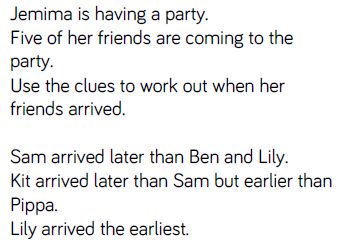 Jemima is having a party.
Five of her friends are coming to the
party.
Use the clues to work out when her
friends arrived.

Sam arrived later than Ben and Lily.
Kit arrived later than Sam but earlier than
Pippa.
Lily arrived the earliest.